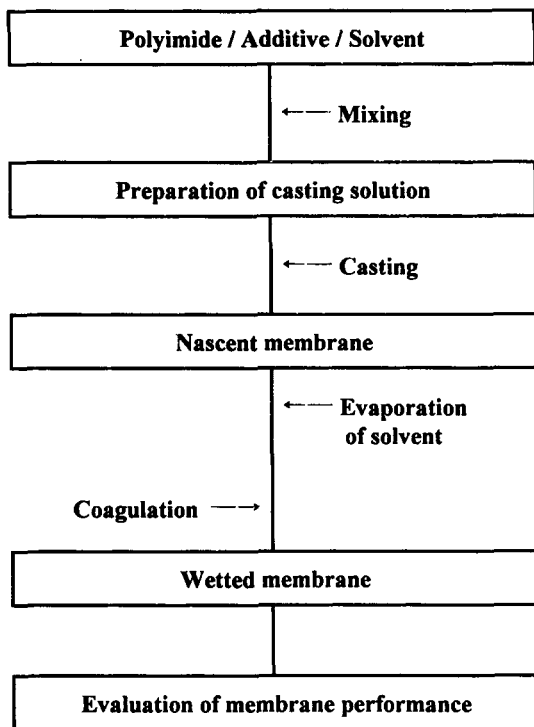 Polyimide / Additive / Solvent
Mixing
Preparation of casting solution
Casting
Nascent membrane
Evaporation
of solvent
Coagulation
Wetted membrane
Evaluation of membrane performance